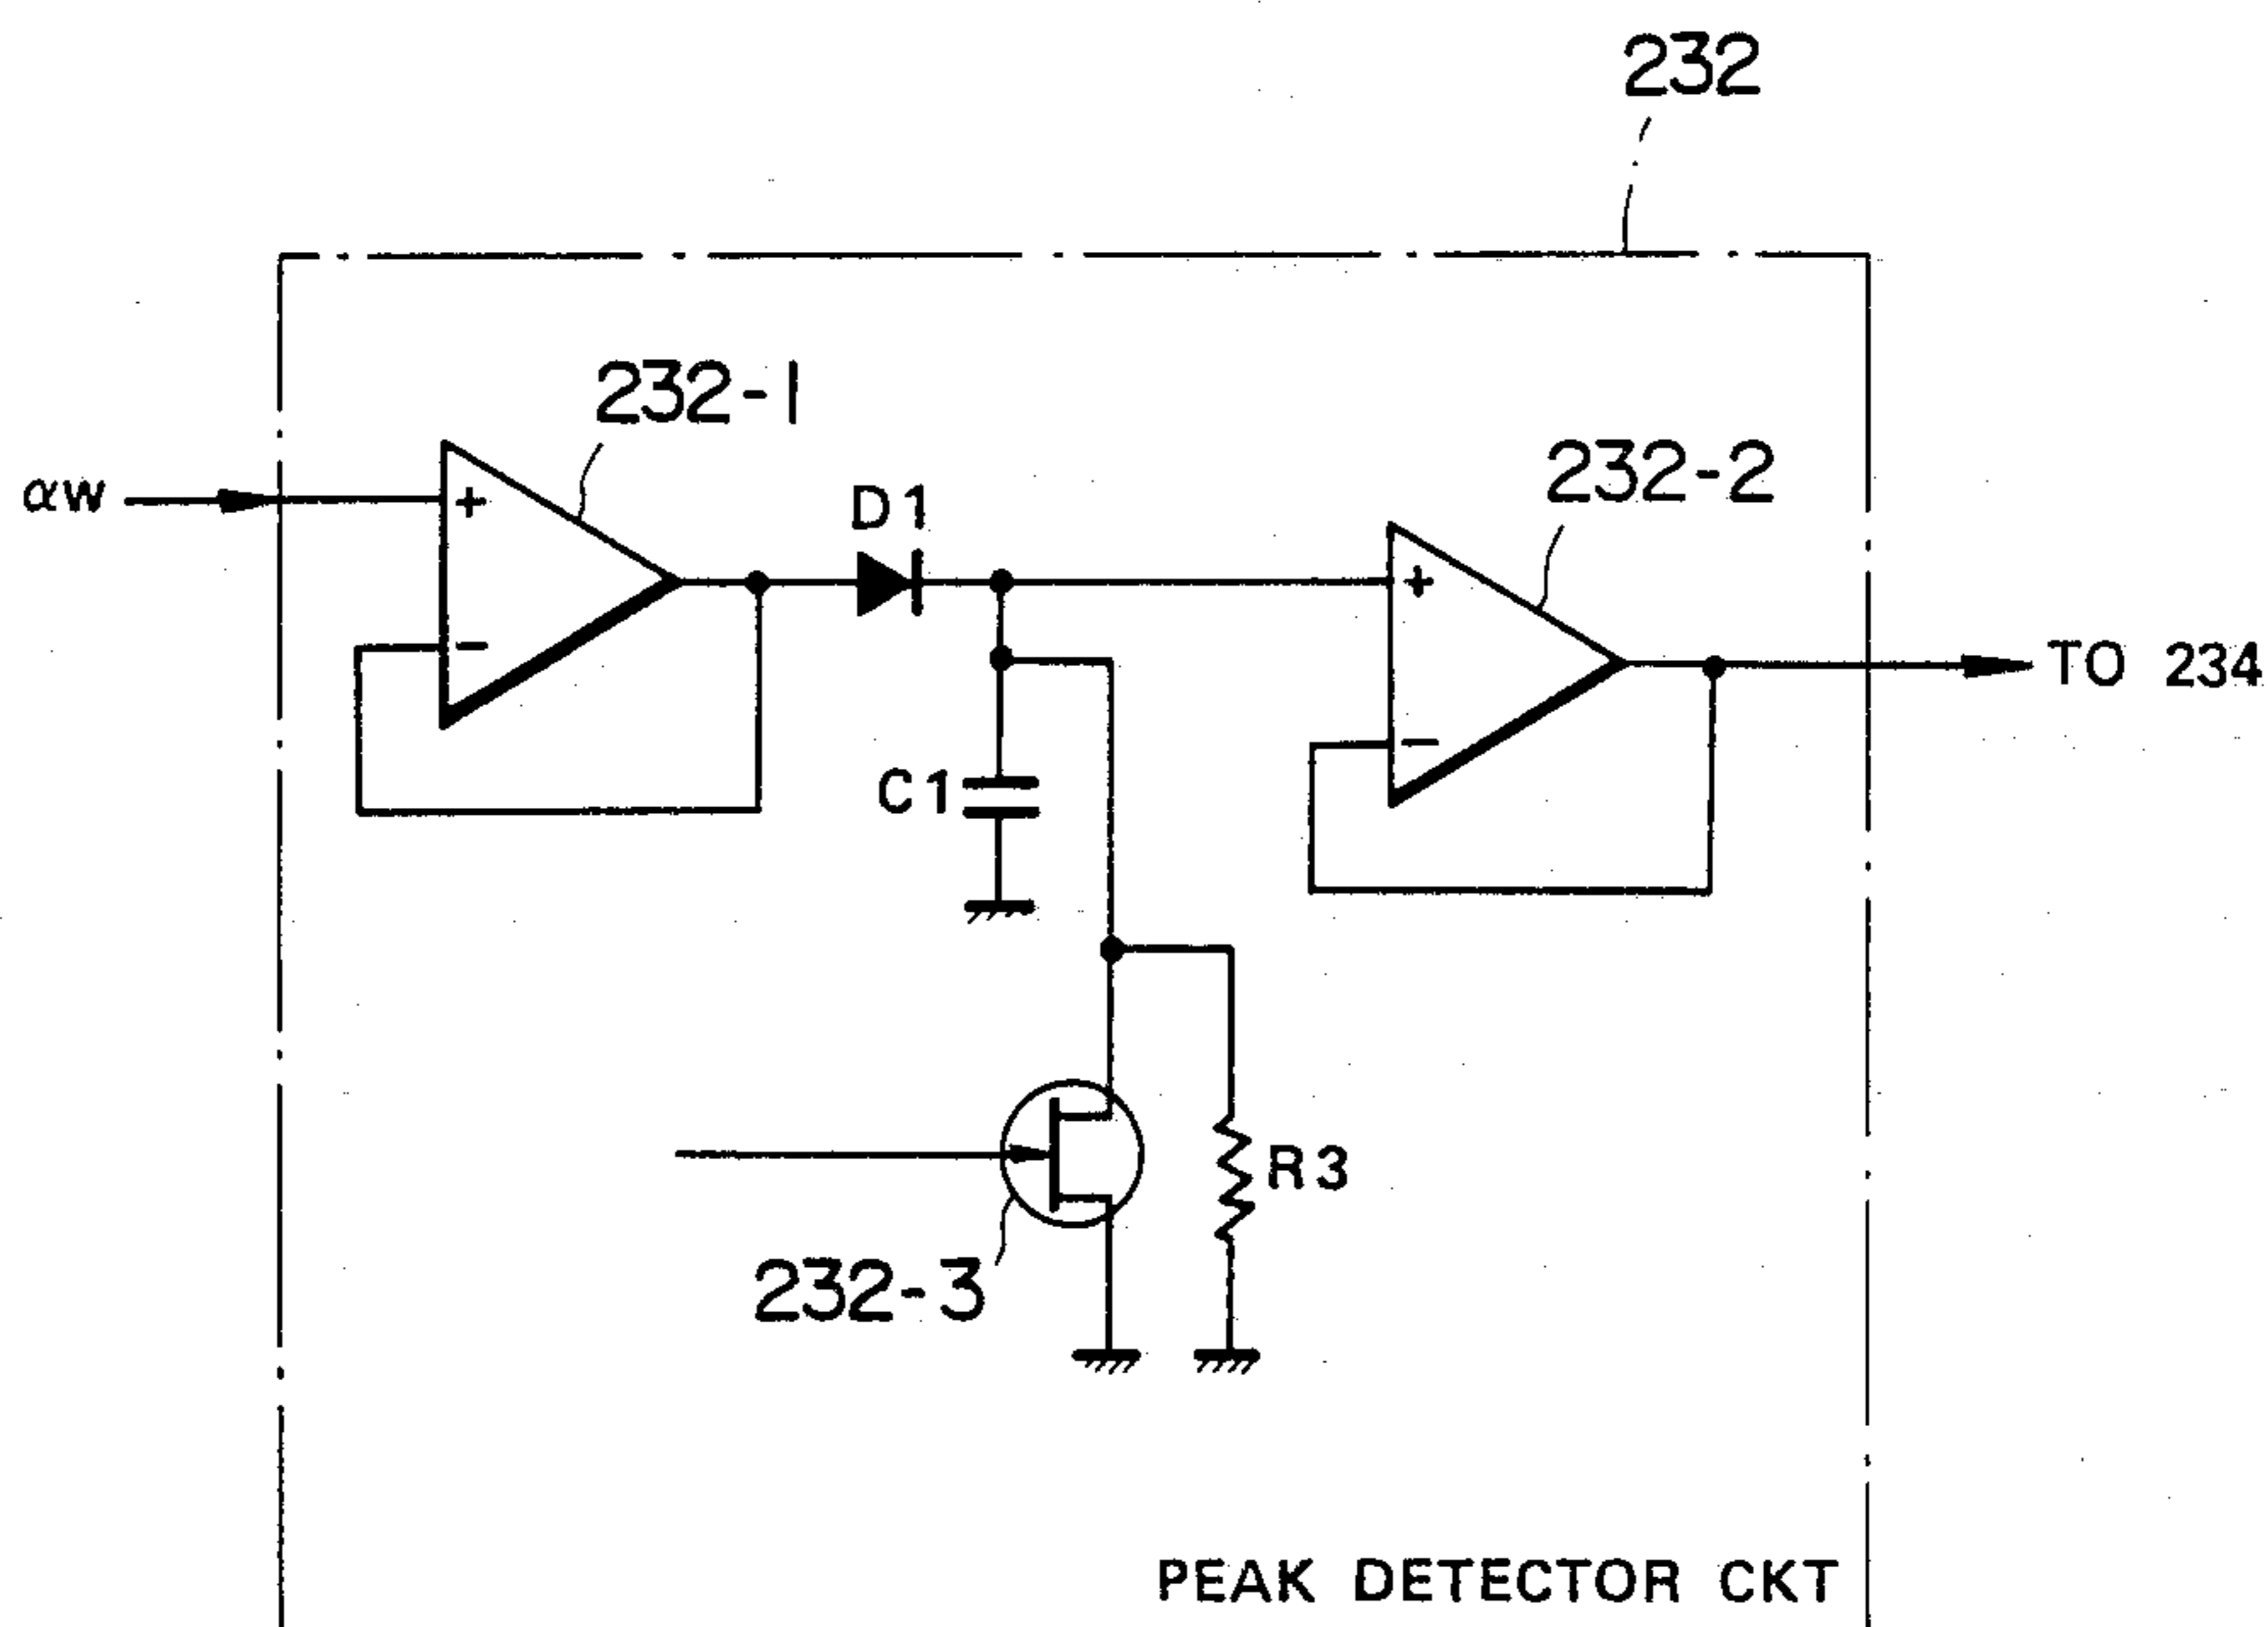 232
232-1
αW
+
-
D1
232-2
+
-
TO 234
C1
R3
232-3
PEAK DETECTOR CKT